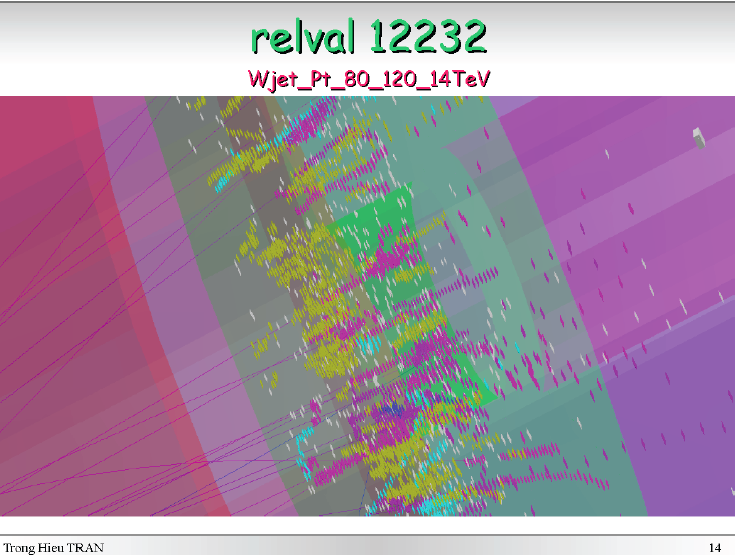 relval 12232
Wjet_Pt_80_120_14TeV
Trong Hieu TRAN
14